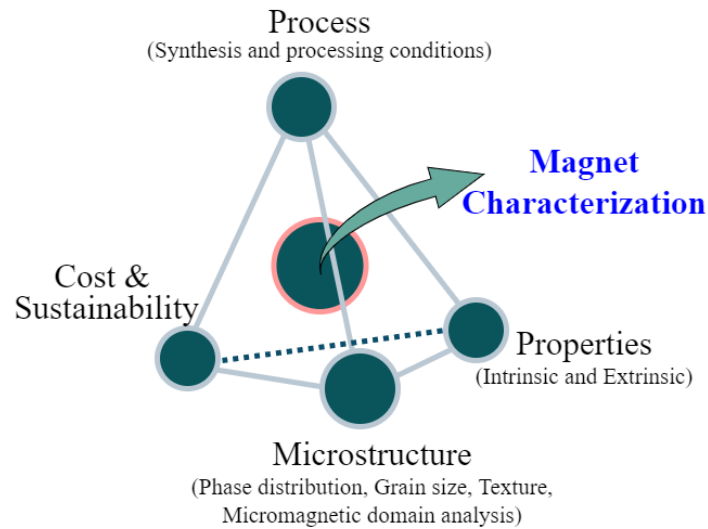 Process
(Synthesis and processing conditions)
Magnet
Characterization
Cost &
Sustainability
Properties
(Intrinsic and Extrinsic)
Microstructure
(Phase distribution, Grain size, Texture,
Micromagnetic domain analysis)